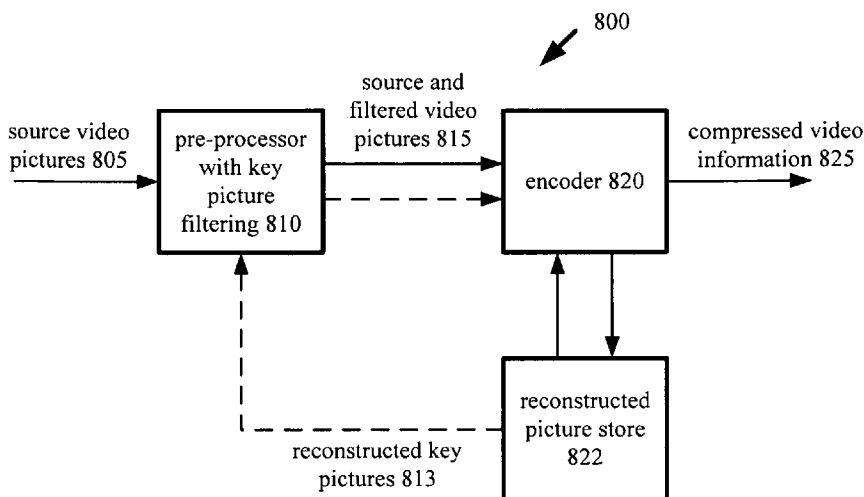 800
source and
filtered video
pictures 815
source video
pictures 805
pre-processor
with key
picture
filtering 810
encoder 820
compressed video
information 825
reconstructed
picture store
822
reconstructed key
pictures 813